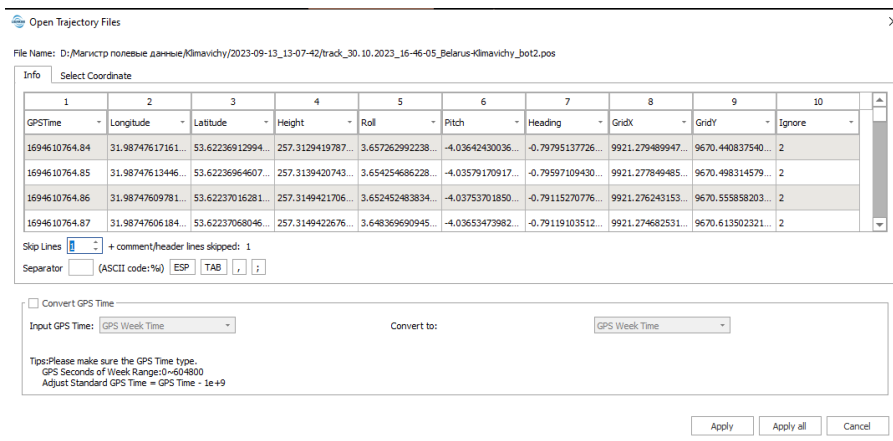 Open Trajectory Files
File Name: D:/Магистр полевые данные/Klimavichy/2023-09-13_13-07-42/track_30.10.2023_16-46-05_Belarus-Klimavichy_bot2.pos
Info Select Coordinate
1 2 3 4 5 6 7 8 9 10
GPSTime Longitude Latitude Height Roll Pitch Heading GridX GridY Ignore
1694610764.84 31.98747617161... 53.62236912994... 257.3129419787... 3.657262992238... -4.03642430036... -0.79795137726... 9921.279489947... 9670.440837540... 2
1694610764.85 31.98747613446... 53.62236964607... 257.3139420743... 3.654254686228... -4.03579170917... -0.79597109430... 9921.277849485... 9670.498314579... 2
1694610764.86 31.98747609781... 53.62237016281... 257.3149421706... 3.652452483834... -4.03753701850... -0.79115270776... 9921.276243153... 9670.555858203... 2
1694610764.87 31.98747606184... 53.62237068046... 257.3149422676... 3.648369690945... -4.03653473982... -0.79119103512... 9921.274682531... 9670.613502321... 2
Skip Lines 1 + comment/header lines skipped: 1
Separator (ASCII code:%i) ESP TAB , ;
Convert GPS Time
Input GPS Time: GPS Week Time Convert to: GPS Week Time
Tips:Please make sure the GPS Time type.
GPS Seconds of Week Range:0~604800
Adjust Standard GPS Time = GPS Time - 1e+9
Apply Apply all Cancel